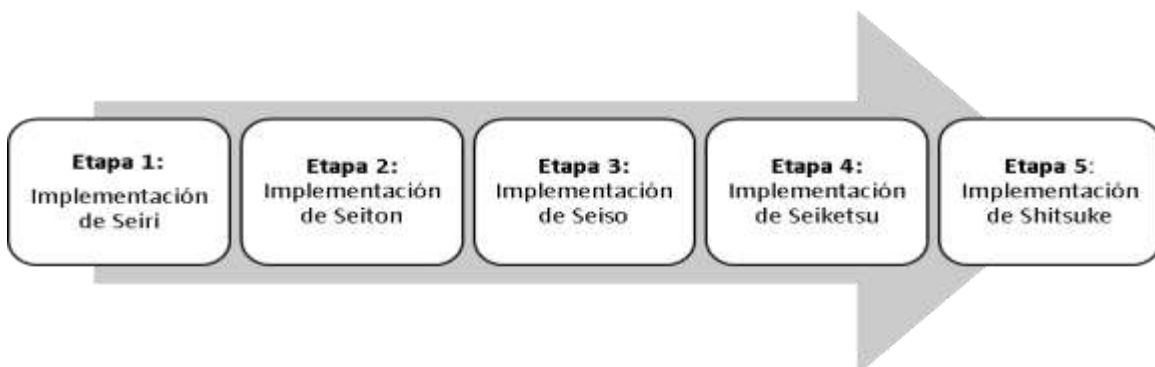 Etapa 1:
Implementación
de Seiri
Etapa 2:
Implementación
de Seiton
Etapa 3:
Implementación
de Seiso
Etapa 4:
Implementación
de Seiketsu
Etapa 5:
Implementación
de Shitsuke